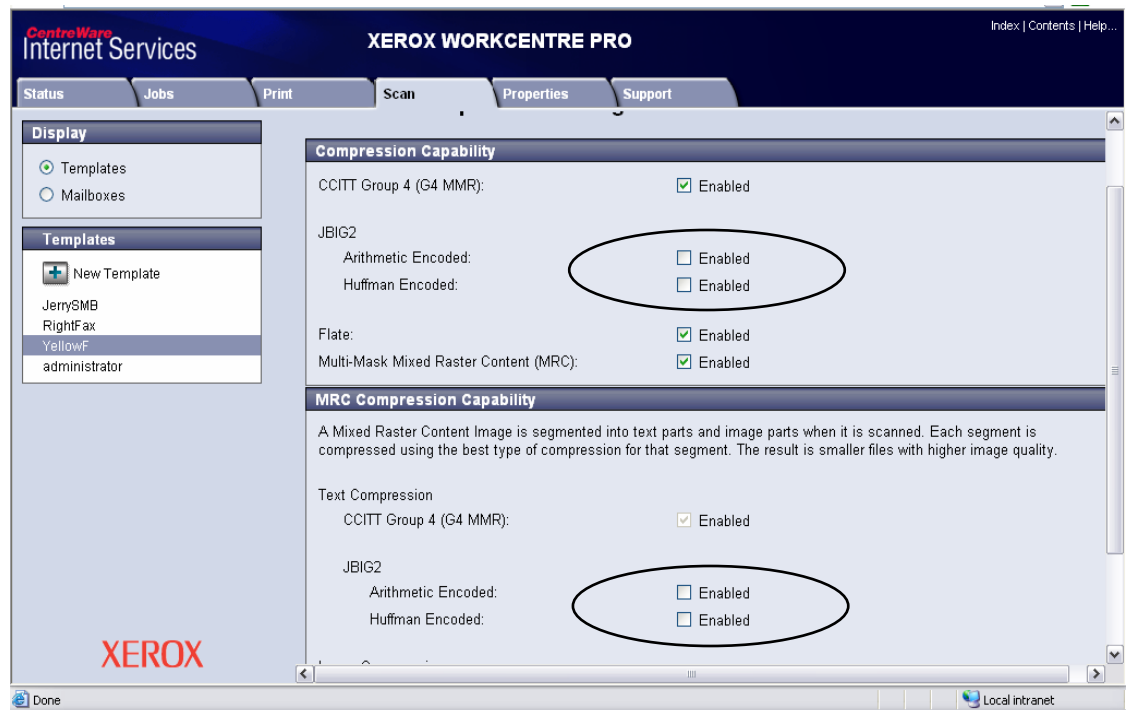 CentreWare
Internet Services
XEROX WORKCENTRE PRO
Index | Contents | Help...
Status
Jobs
Print
Scan
Properties
Support
Display
Templates
Mailboxes
Templates
New Template
JerrySMB
RightFax
YellowF
administrator
XEROX
Compression Capability
CCITT Group 4 (G4 MMR): Enabled
JBIG2
Arithmetic Encoded: Enabled
Huffman Encoded: Enabled
Flate: Enabled
Multi-Mask Mixed Raster Content (MRC): Enabled
MRC Compression Capability
A Mixed Raster Content Image is segmented into text parts and image parts when it is scanned. Each segment is
compressed using the best type of compression for that segment. The result is smaller files with higher image quality.
Text Compression
CCITT Group 4 (G4 MMR): Enabled
JBIG2
Arithmetic Encoded: Enabled
Huffman Encoded: Enabled
Done
Local intranet